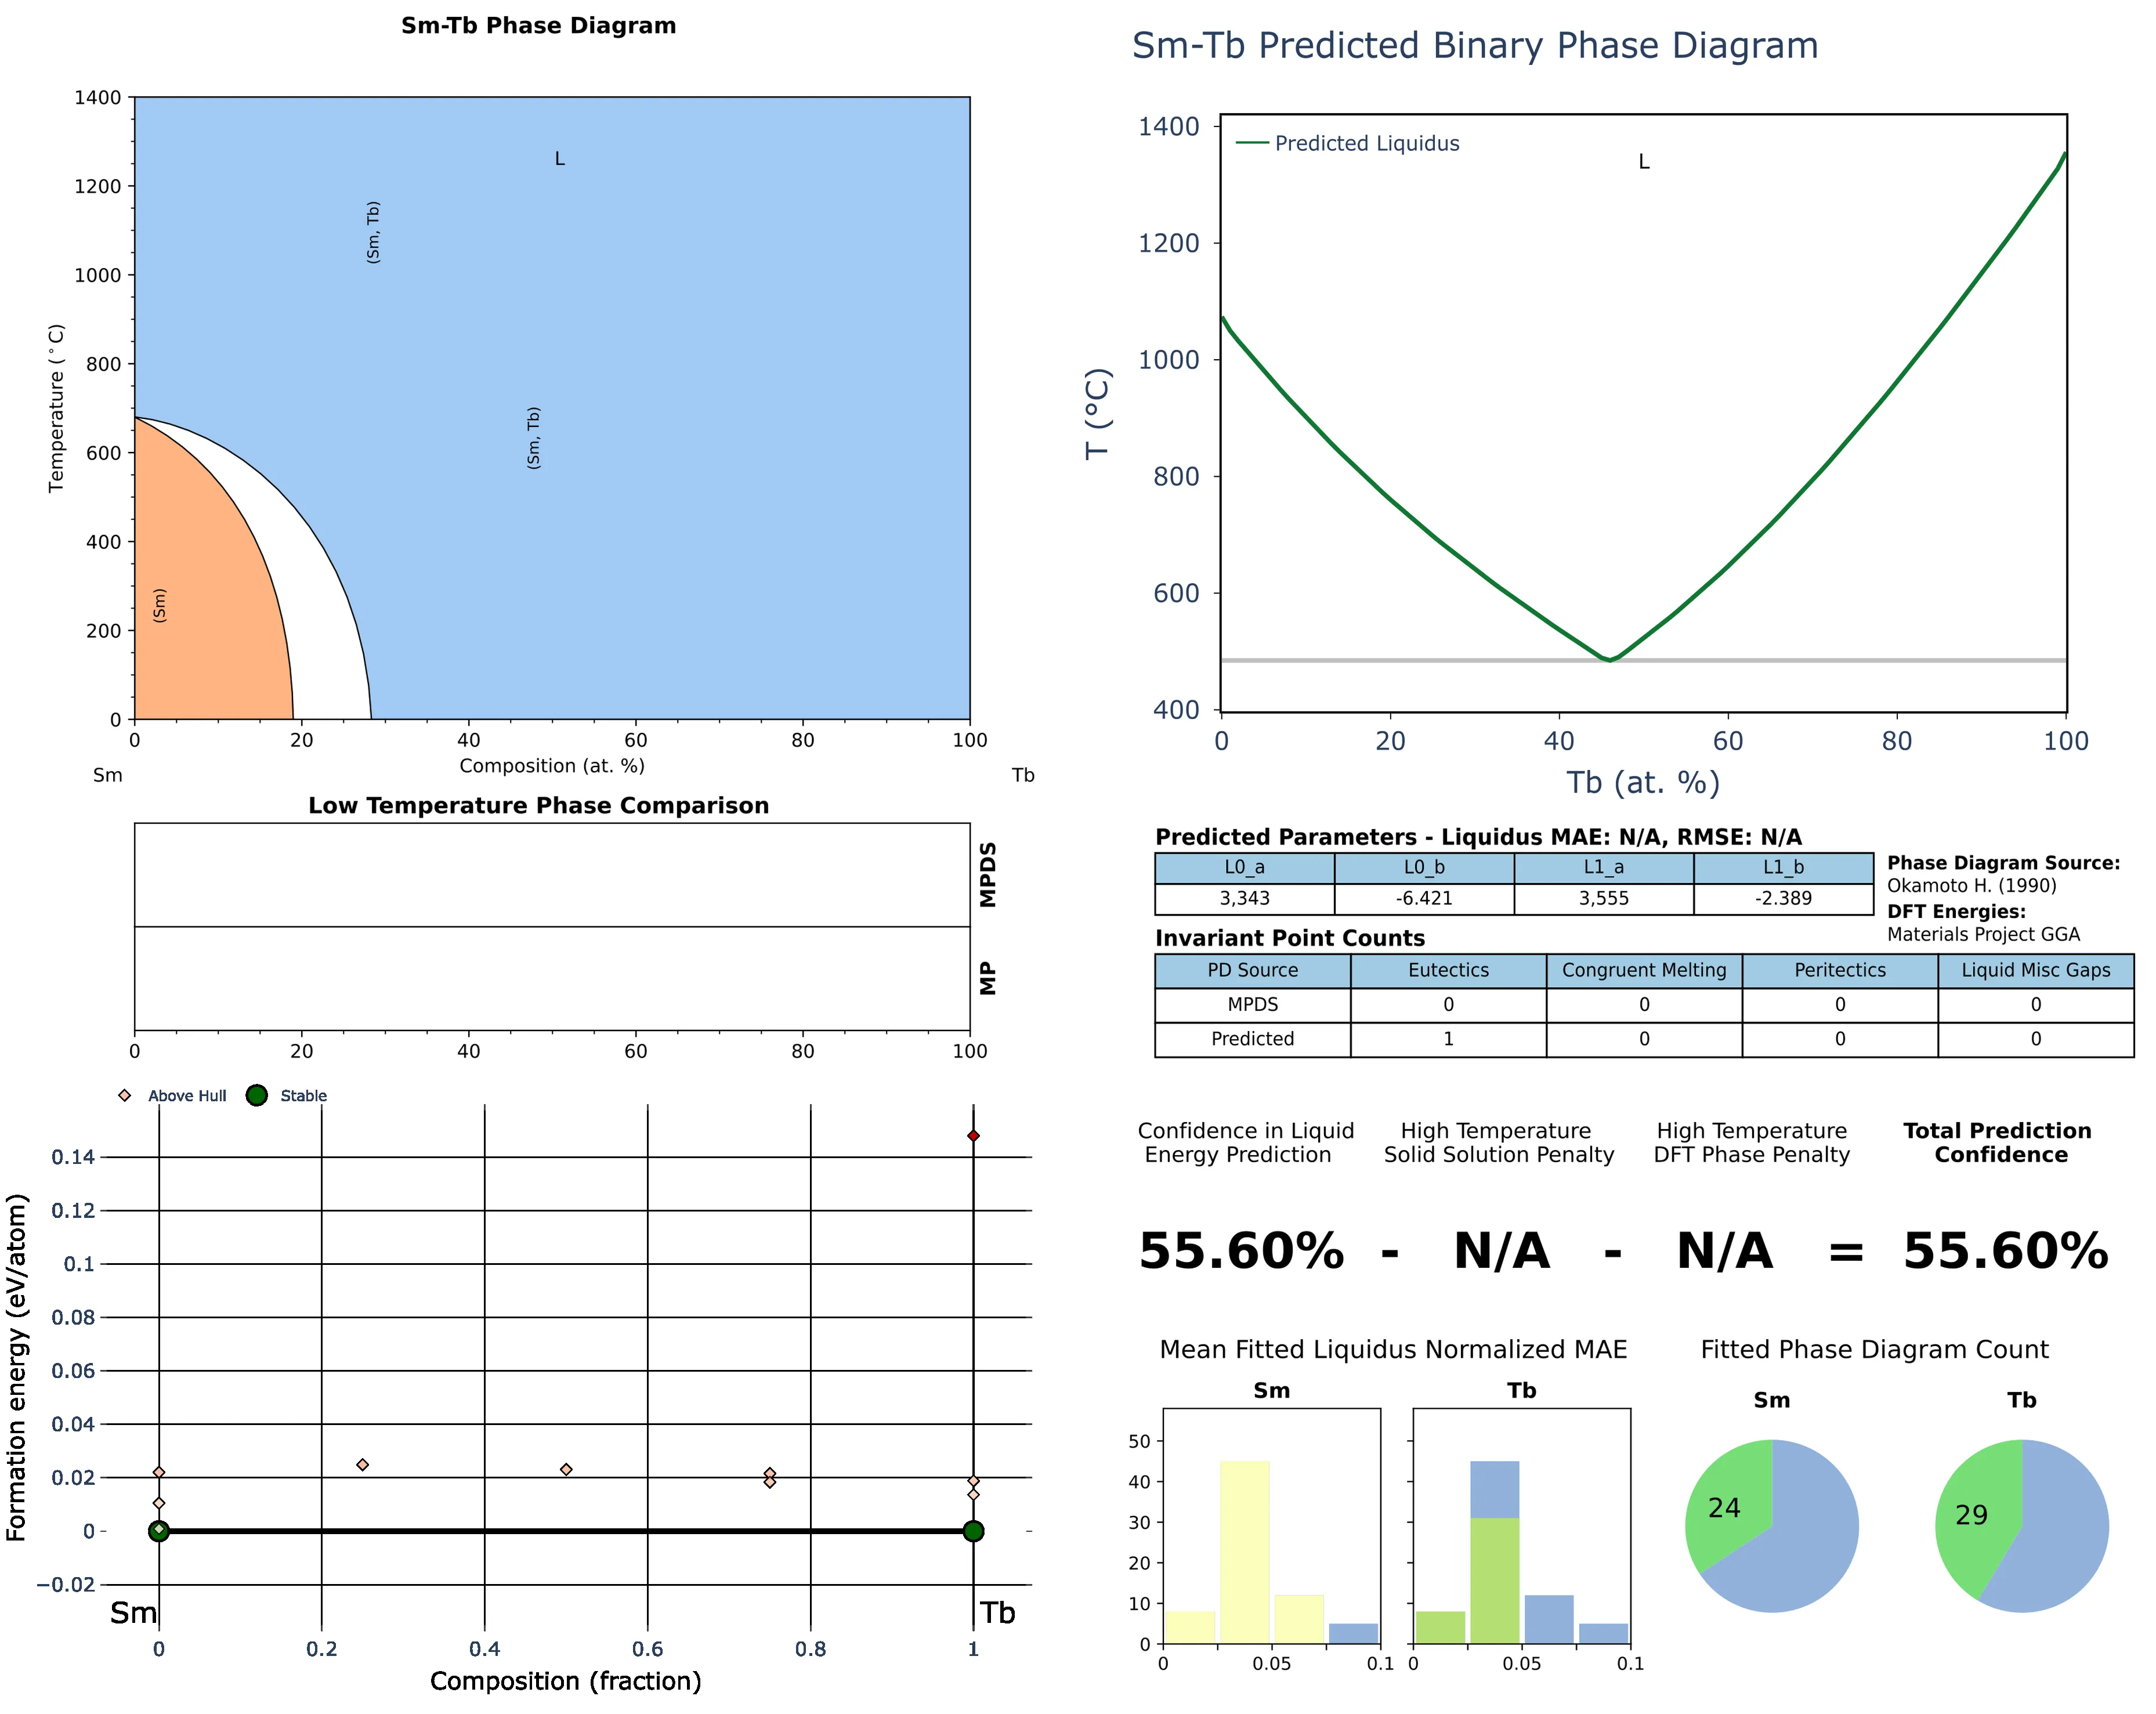 Sm-Tb Phase Diagram
1400
1200
1000
800
600
400
200
0
Temperature (°C)
L
(Sm, Tb)
(Sm, Tb)
(Sm)
0 20 40 60 80 100
Sm Composition (at. %) Tb
Low Temperature Phase Comparison
MPDS
MP
0 20 40 60 80 100
Above Hull Stable
0.14
0.12
0.1
0.08
0.06
0.04
0.02
0
−0.02
Formation energy (eV/atom)
Sm Tb
0 0.2 0.4 0.6 0.8 1
Composition (fraction)
Sm-Tb Predicted Binary Phase Diagram
1400
1200
1000
800
600
400
T (°C)
Predicted Liquidus
L
0 20 40 60 80 100
Tb (at. %)
Predicted Parameters - Liquidus MAE: N/A, RMSE: N/A
L0_a L0_b L1_a L1_b
3,343 -6.421 3,555 -2.389
Phase Diagram Source:
Okamoto H. (1990)
DFT Energies:
Materials Project GGA
Invariant Point Counts
PD Source Eutectics Congruent Melting Peritectics Liquid Misc Gaps
MPDS 0 0 0 0
Predicted 1 0 0 0
Confidence in Liquid
Energy Prediction
High Temperature
Solid Solution Penalty
High Temperature
DFT Phase Penalty
Total Prediction
Confidence
55.60% - N/A - N/A = 55.60%
Mean Fitted Liquidus Normalized MAE
Sm Tb
50
40
30
20
10
0
0 0.05 0.1 0 0.05 0.1
Fitted Phase Diagram Count
Sm Tb
24 29